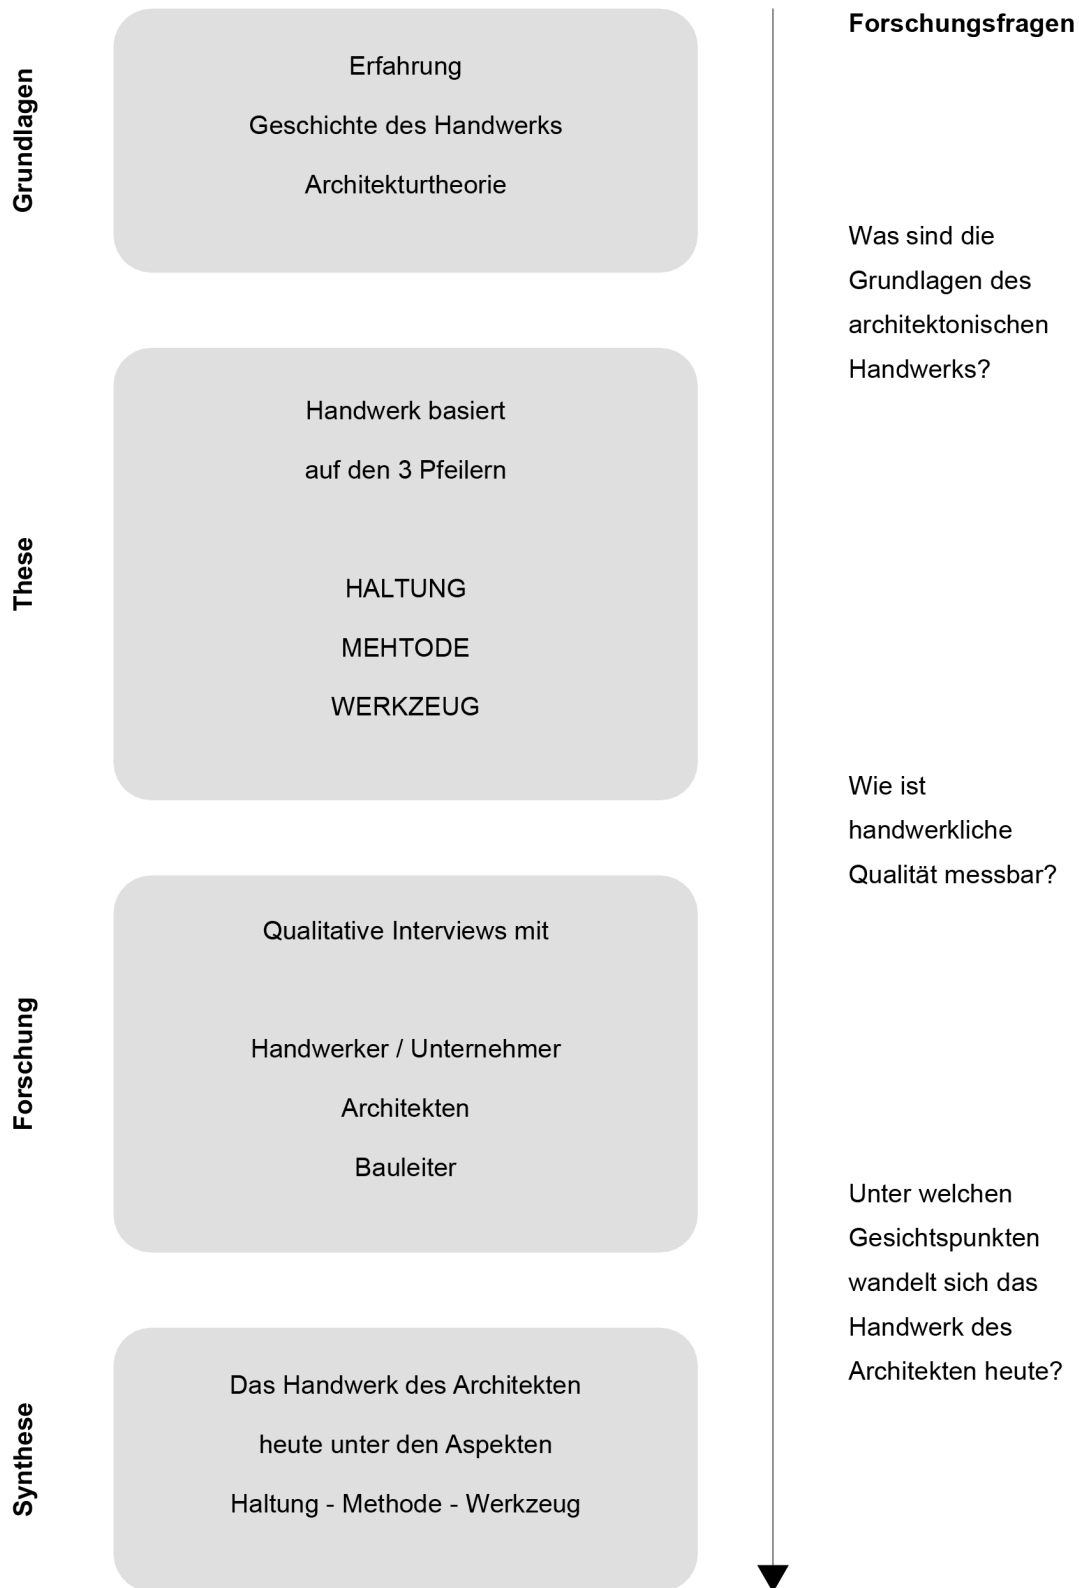 Grundlagen
Erfahrung
Geschichte des Handwerks
Architekturtheorie
These
Handwerk basiert
auf den 3 Pfeilern
HALTUNG
MEHTODE
WERKZEUG
Forschung
Qualitative Interviews mit
Handwerker / Unternehmer
Architekten
Bauleiter
Synthese
Das Handwerk des Architekten
heute unter den Aspekten
Haltung - Methode - Werkzeug
Forschungsfragen
Was sind die
Grundlagen des
architektonischen
Handwerks?
Wie ist
handwerkliche
Qualität messbar?
Unter welchen
Gesichtspunkten
wandelt sich das
Handwerk des
Architekten heute?